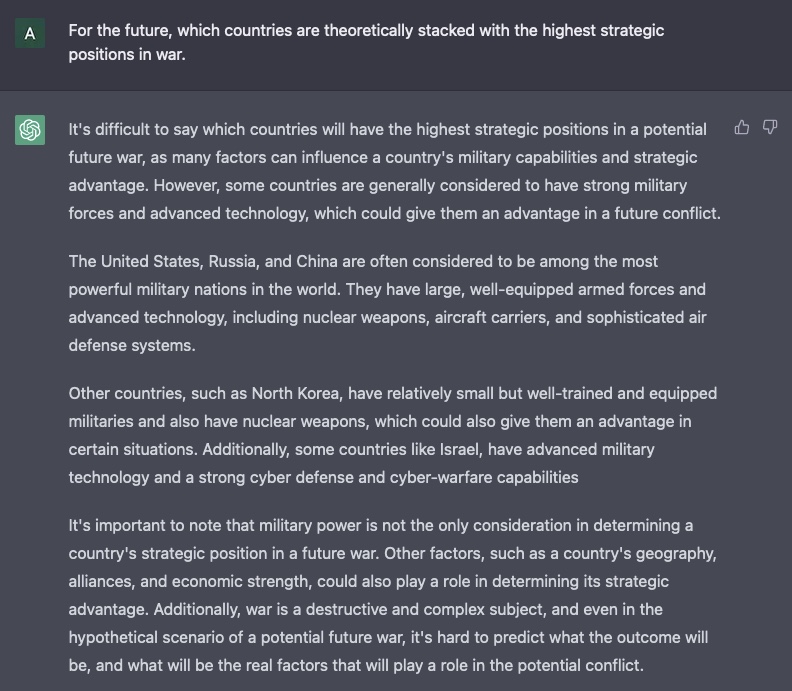 A
For the future, which countries are theoretically stacked with the highest strategic
positions in war.
It's difficult to say which countries will have the highest strategic positions in a potential
future war, as many factors can influence a country's military capabilities and strategic
advantage. However, some countries are generally considered to have strong military
forces and advanced technology, which could give them an advantage in a future conflict.
The United States, Russia, and China are often considered to be among the most
powerful military nations in the world. They have large, well-equipped armed forces and
advanced technology, including nuclear weapons, aircraft carriers, and sophisticated air
defense systems.
Other countries, such as North Korea, have relatively small but well-trained and equipped
militaries and also have nuclear weapons, which could also give them an advantage in
certain situations. Additionally, some countries like Israel, have advanced military
technology and a strong cyber defense and cyber-warfare capabilities
It's important to note that military power is not the only consideration in determining a
country's strategic position in a future war. Other factors, such as a country's geography,
alliances, and economic strength, could also play a role in determining its strategic
advantage. Additionally, war is a destructive and complex subject, and even in the
hypothetical scenario of a potential future war, it's hard to predict what the outcome will
be, and what will be the real factors that will play a role in the potential conflict.